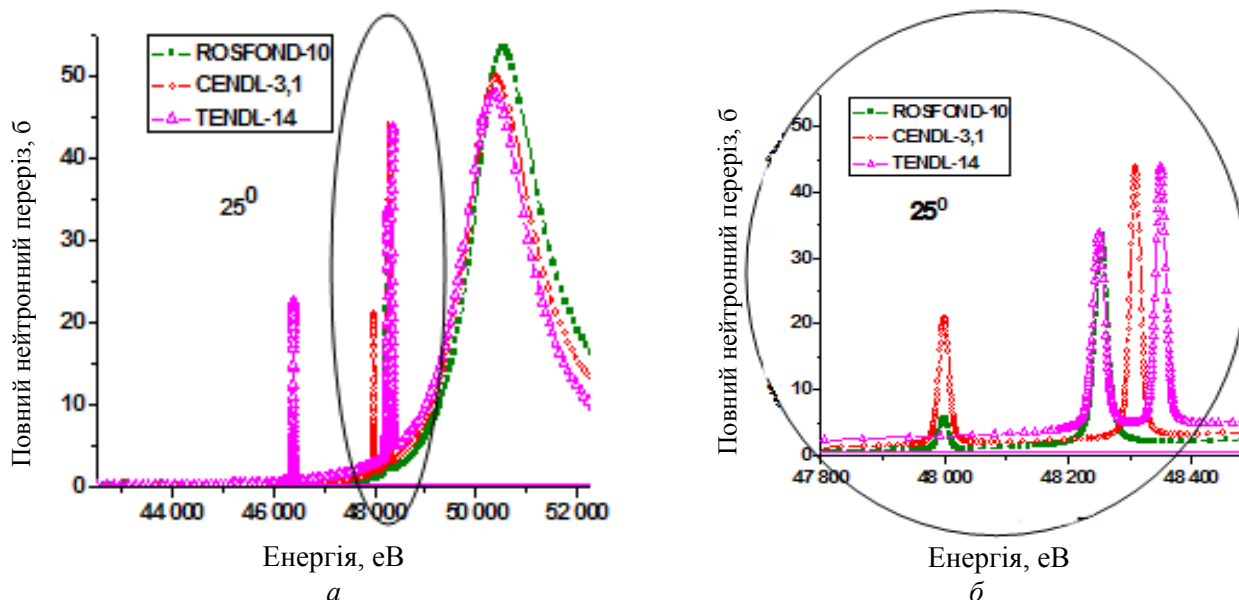 Повний нейтронний переріз, б
50
40
30
20
10
0
ROSFOND-10
CENDL-3,1
TENDL-14
25⁰
44 000 46 000 48 000 50 000 52 000
Енергія, еВ
а
Повний нейтронний переріз, б
50
40
30
20
10
0
ROSFOND-10
CENDL-3,1
TENDL-14
25⁰
47 800 48 000 48 200 48 400
Енергія, еВ
б